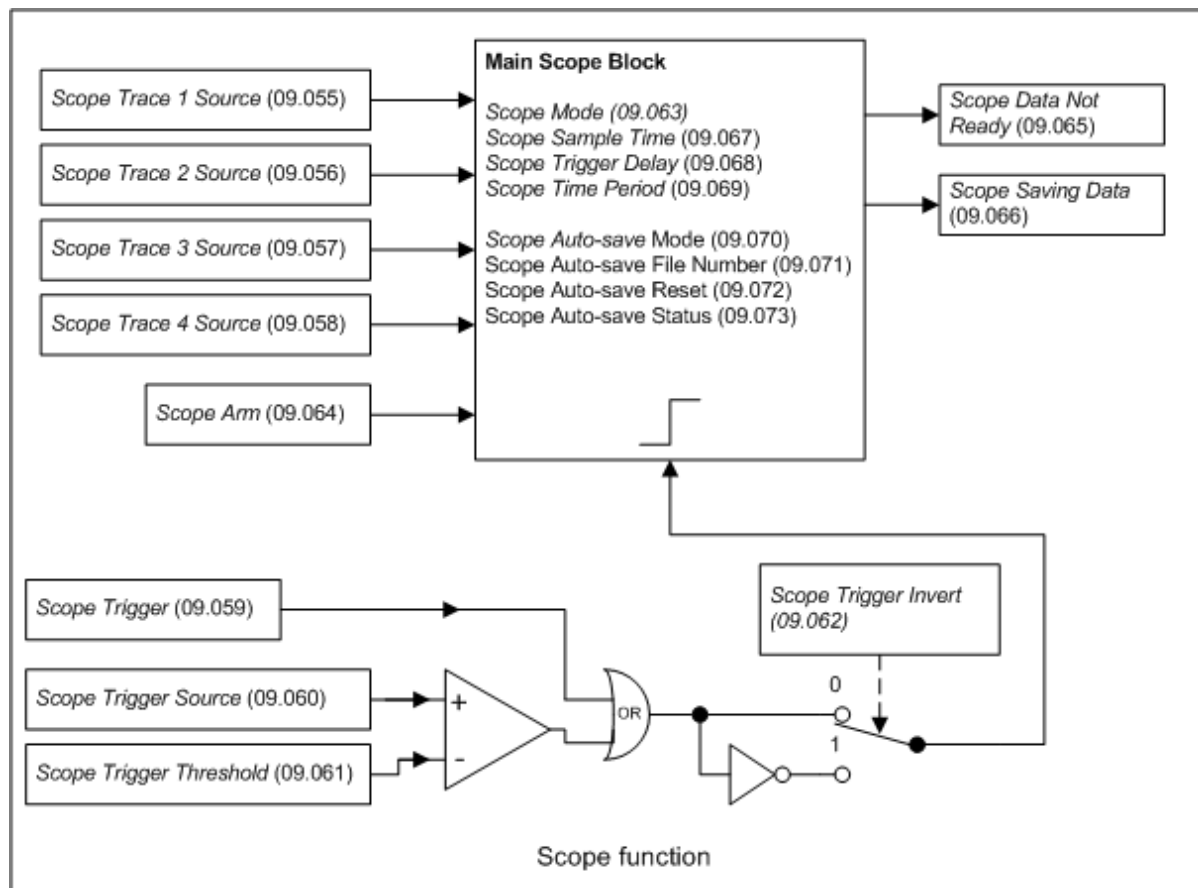 Scope Trace 1 Source (09.055)
Scope Trace 2 Source (09.056)
Scope Trace 3 Source (09.057)
Scope Trace 4 Source (09.058)
Scope Arm (09.064)
Main Scope Block
Scope Mode (09.063)
Scope Sample Time (09.067)
Scope Trigger Delay (09.068)
Scope Time Period (09.069)
Scope Auto-save Mode (09.070)
Scope Auto-save File Number (09.071)
Scope Auto-save Reset (09.072)
Scope Auto-save Status (09.073)
Scope Data Not
Ready (09.065)
Scope Saving Data
(09.066)
Scope Trigger (09.059)
Scope Trigger Source (09.060)
Scope Trigger Threshold (09.061)
+
-
OR
Scope Trigger Invert
(09.062)
0
1
Scope function